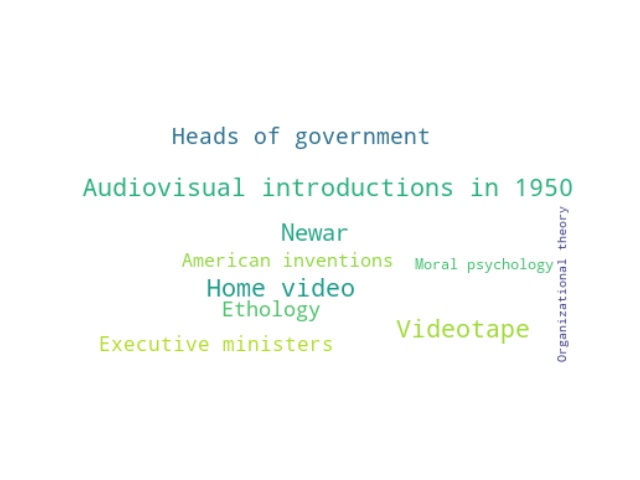 Heads of government
Audiovisual introductions in 1950
Newar
American inventions
Moral psychology
Organizational theory
Home video
Ethology
Videotape
Executive ministers